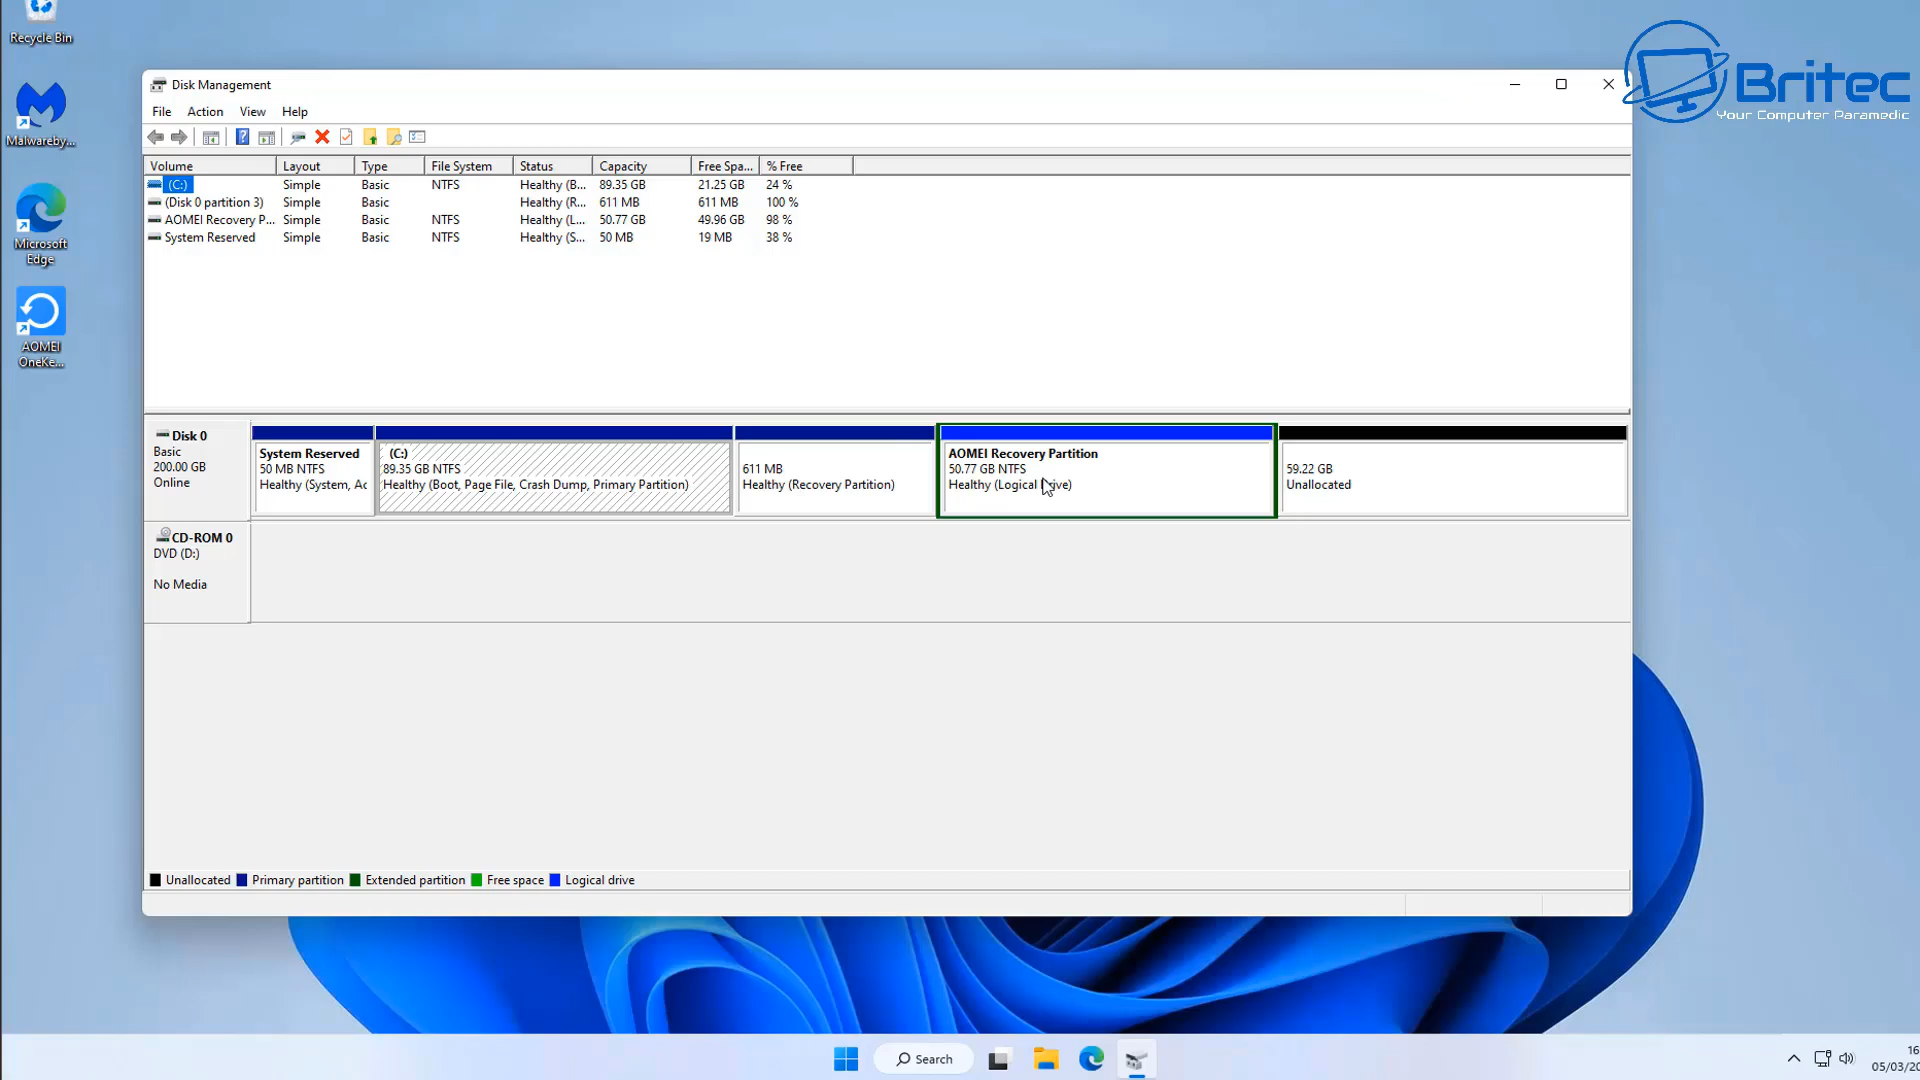 Recycle Bin
Malwareby...
Microsoft
Edge
AOMEI
OneKe...
Britec
Your Computer Paramedic
Disk Management
File Action View Help
Volume Layout Type File System Status Capacity Free Spa... % Free
(C:) Simple Basic NTFS Healthy (B... 89.35 GB 21.25 GB 24 %
(Disk 0 partition 3) Simple Basic Healthy (R... 611 MB 611 MB 100 %
AOMEI Recovery P... Simple Basic NTFS Healthy (L... 50.77 GB 49.96 GB 98 %
System Reserved Simple Basic NTFS Healthy (S... 50 MB 19 MB 38 %
Disk 0
Basic
200.00 GB
Online
System Reserved
50 MB NTFS
Healthy (System, Ac
(C:)
89.35 GB NTFS
Healthy (Boot, Page File, Crash Dump, Primary Partition)
611 MB
Healthy (Recovery Partition)
AOMEI Recovery Partition
50.77 GB NTFS
Healthy (Logical Drive)
59.22 GB
Unallocated
CD-ROM 0
DVD (D:)
No Media
Unallocated Primary partition Extended partition Free space Logical drive
Search
16
05/03/20